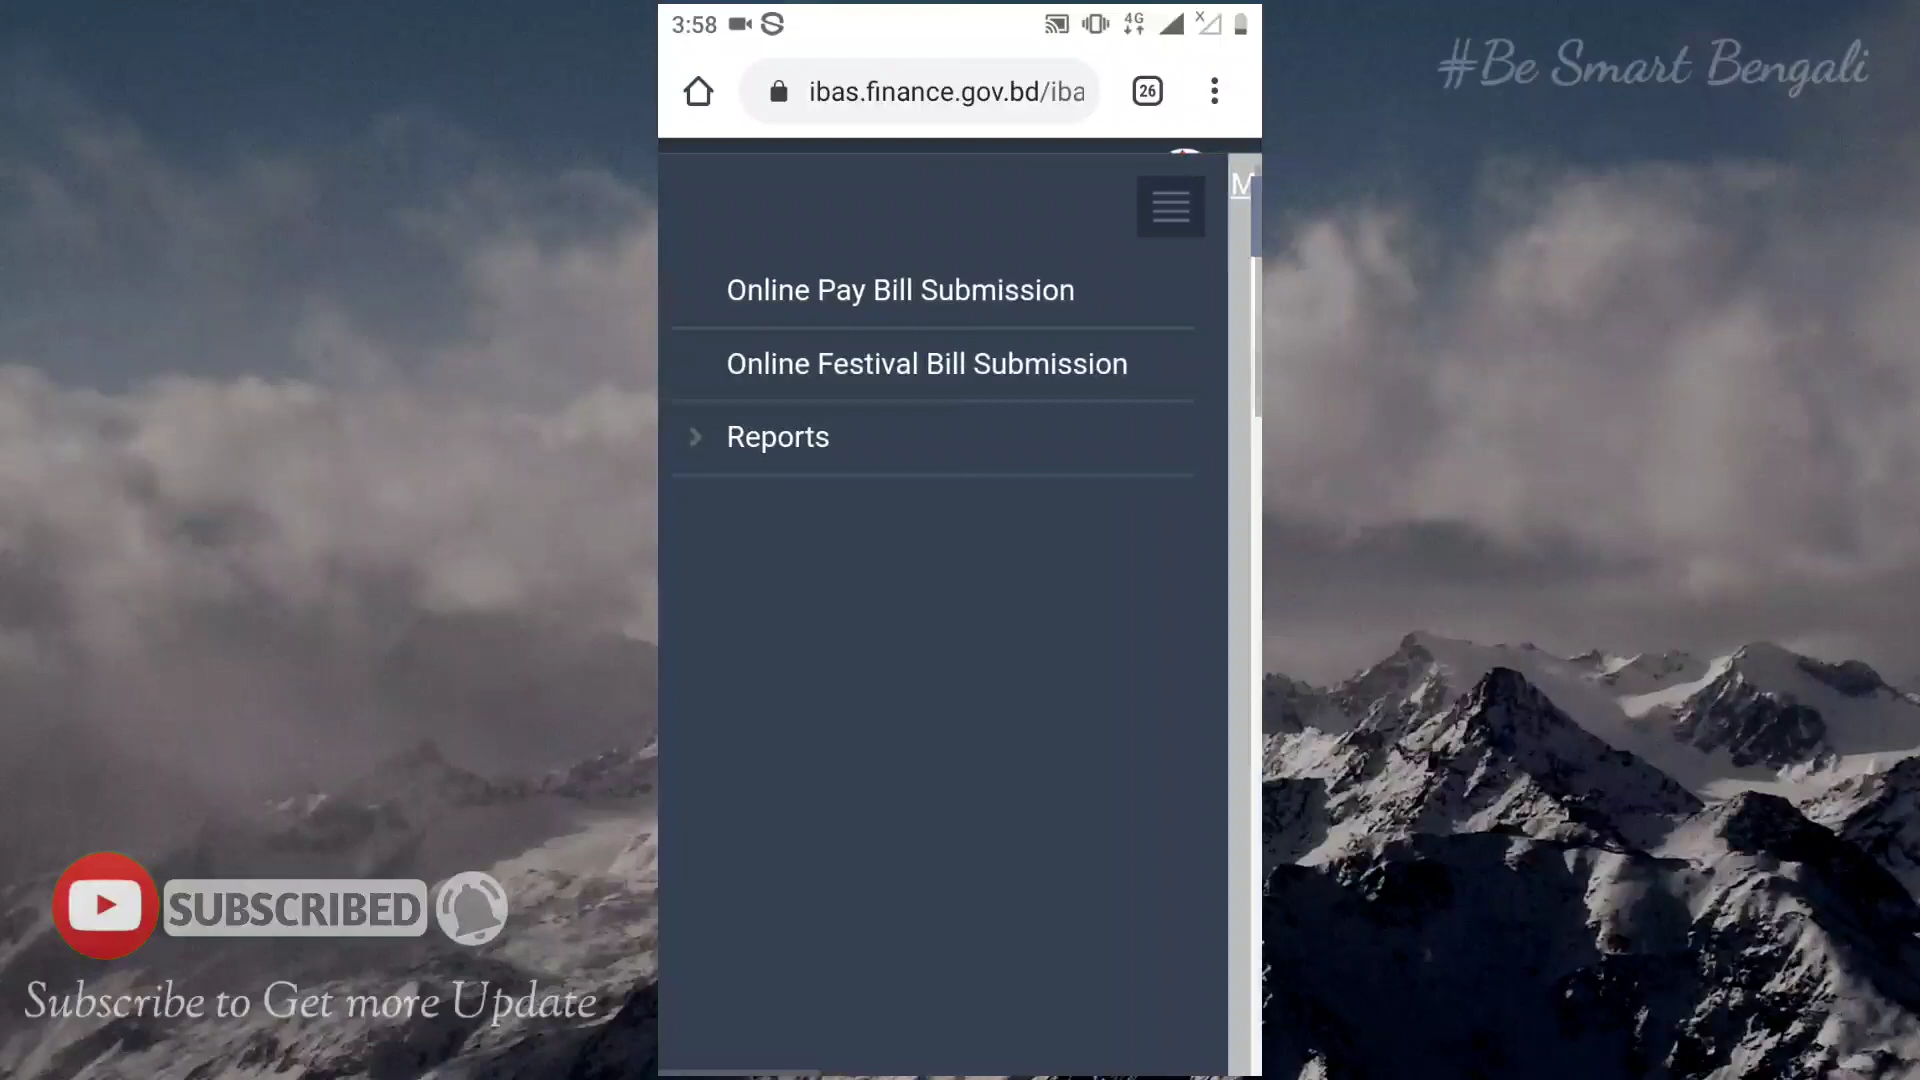 3:58
4G
#Be Smart Bengali
ibas.finance.gov.bd/iba
26
M
Online Pay Bill Submission
Online Festival Bill Submission
Reports
SUBSCRIBED
Subscribe to Get more Update